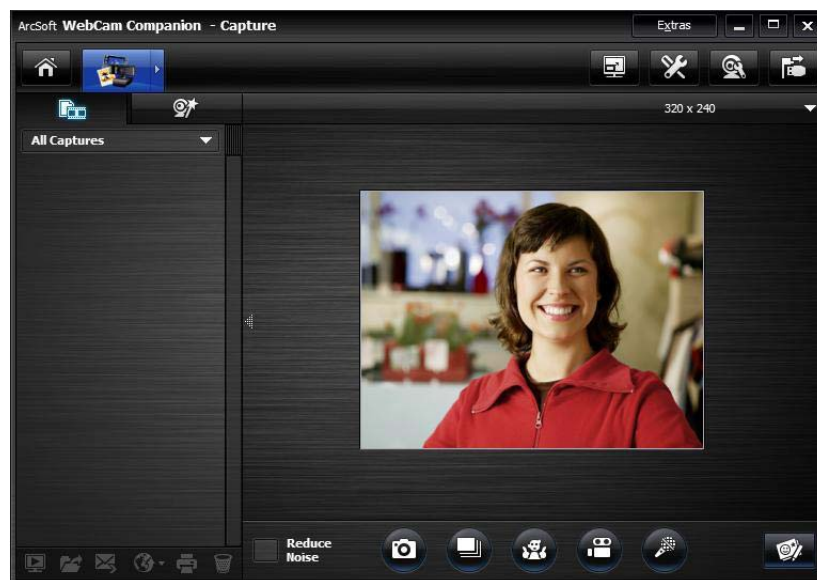 ArcSoft WebCam Companion - Capture
Extras
320 x 240
All Captures
Reduce
Noise